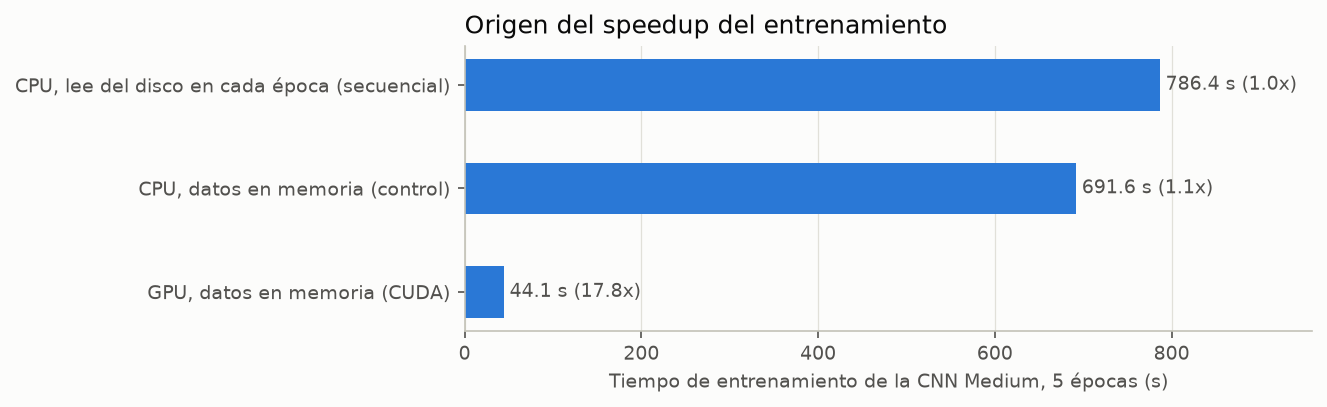 Origen del speedup del entrenamiento
CPU, lee del disco en cada época (secuencial)
786.4 s (1.0x)
CPU, datos en memoria (control)
691.6 s (1.1x)
GPU, datos en memoria (CUDA)
44.1 s (17.8x)
0 200 400 600 800
Tiempo de entrenamiento de la CNN Medium, 5 épocas (s)